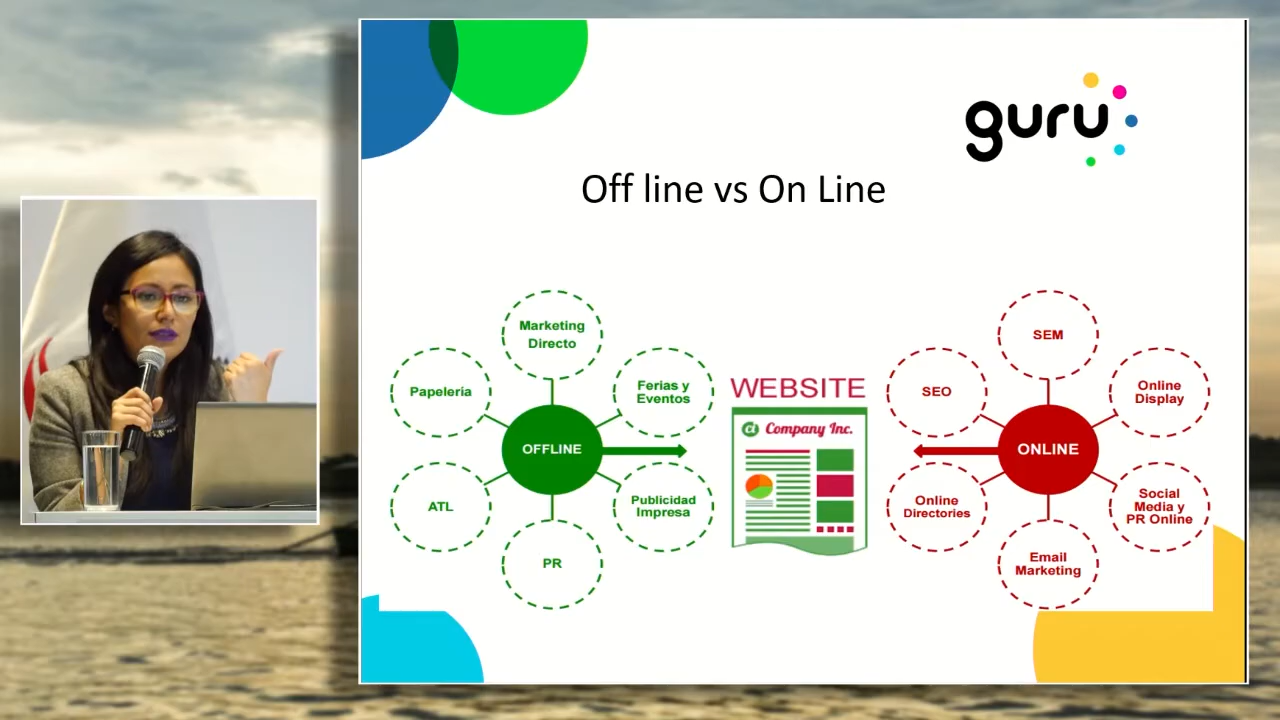 guru
Off line vs On Line
Marketing
Directo
Papelería
Ferias y
Eventos
OFFLINE
ATL
Publicidad
Impresa
PR
WEBSITE
ci Company Inc.
SEM
SEO
Online
Display
ONLINE
Online
Directories
Social
Media y
PR Online
Email
Marketing